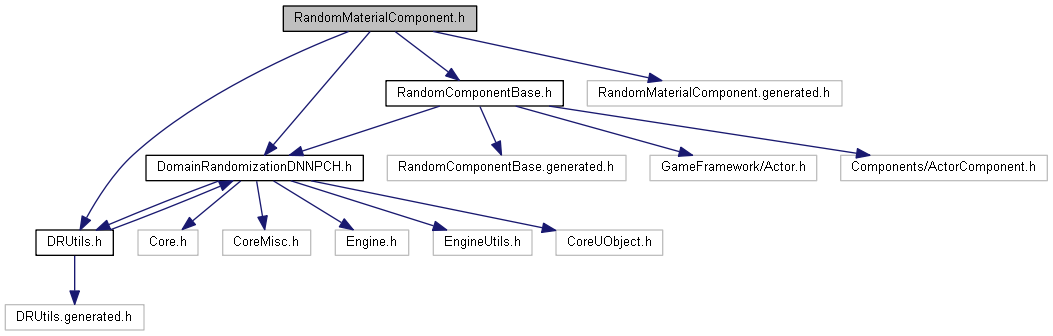 RandomMaterialComponent.h
RandomComponentBase.h
RandomMaterialComponent.generated.h
DomainRandomizationDNNPCH.h
RandomComponentBase.generated.h
GameFramework/Actor.h
Components/ActorComponent.h
DRUtils.h
Core.h
CoreMisc.h
Engine.h
EngineUtils.h
CoreUObject.h
DRUtils.generated.h